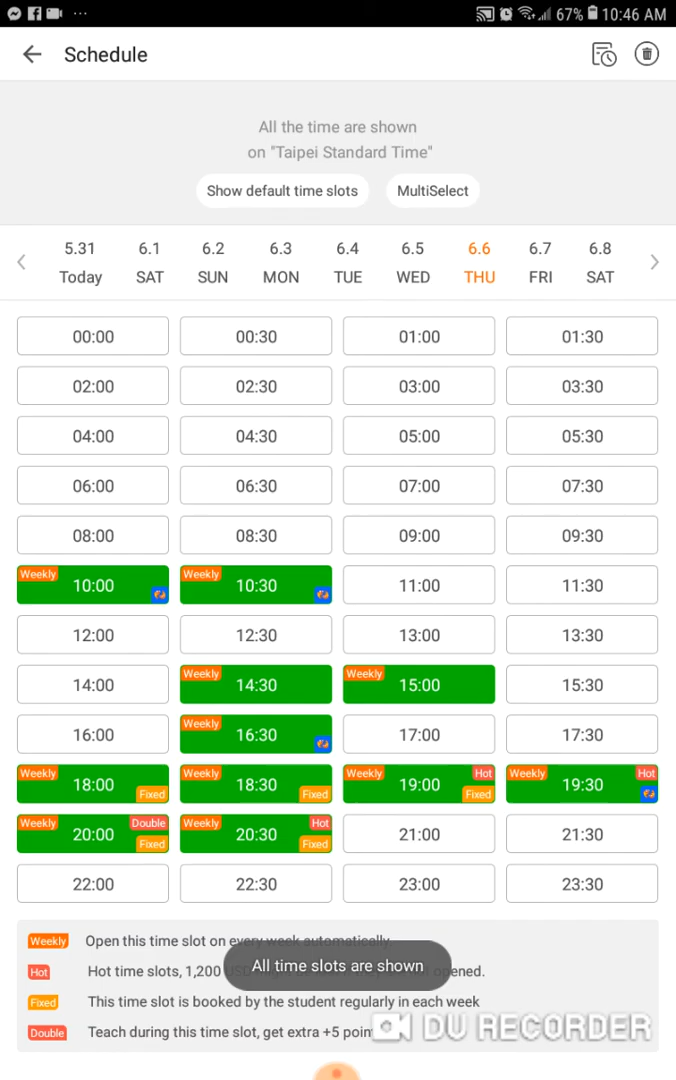 ··· 67% 10:46 AM
Schedule
All the time are shown
on "Taipei Standard Time"
Show default time slots MultiSelect
5.31 6.1 6.2 6.3 6.4 6.5 6.6 6.7 6.8
Today SAT SUN MON TUE WED THU FRI SAT
00:00 00:30 01:00 01:30
02:00 02:30 03:00 03:30
04:00 04:30 05:00 05:30
06:00 06:30 07:00 07:30
08:00 08:30 09:00 09:30
Weekly 10:00 Weekly 10:30 11:00 11:30
12:00 12:30 13:00 13:30
14:00 Weekly 14:30 Weekly 15:00 15:30
16:00 Weekly 16:30 17:00 17:30
Weekly 18:00 Fixed Weekly 18:30 Fixed Weekly 19:00 Hot Fixed Weekly 19:30 Hot
Weekly 20:00 Double Fixed Weekly 20:30 Hot Fixed 21:00 21:30
22:00 22:30 23:00 23:30
Weekly Open this time slot on every week automatically.
All time slots are shown
Hot Hot time slots, 1,200 opened.
Fixed This time slot is booked by the student regularly in each week
Double Teach during this time slot, get extra +5
DU RECORDER